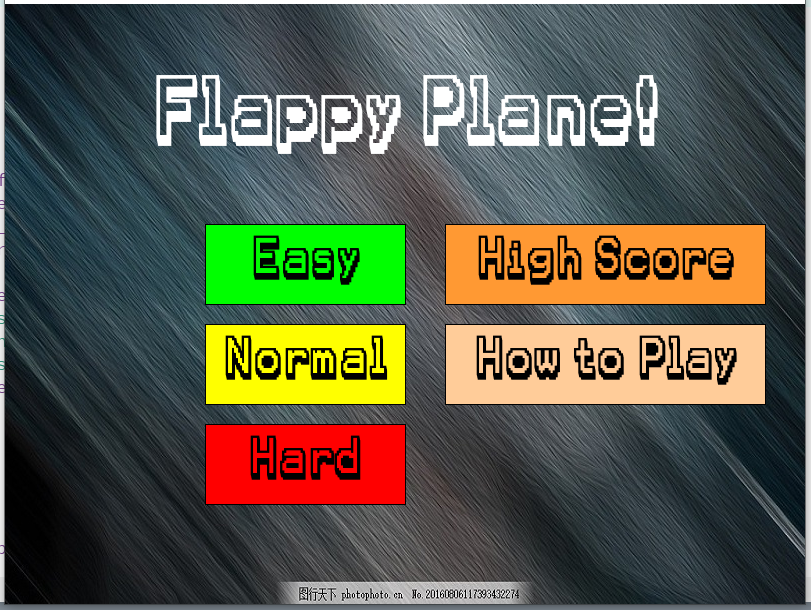 Flappy Plane!
Easy
High Score
Normal
How to Play
Hard
图行天下 photophoto.cn No.20160806117393432274